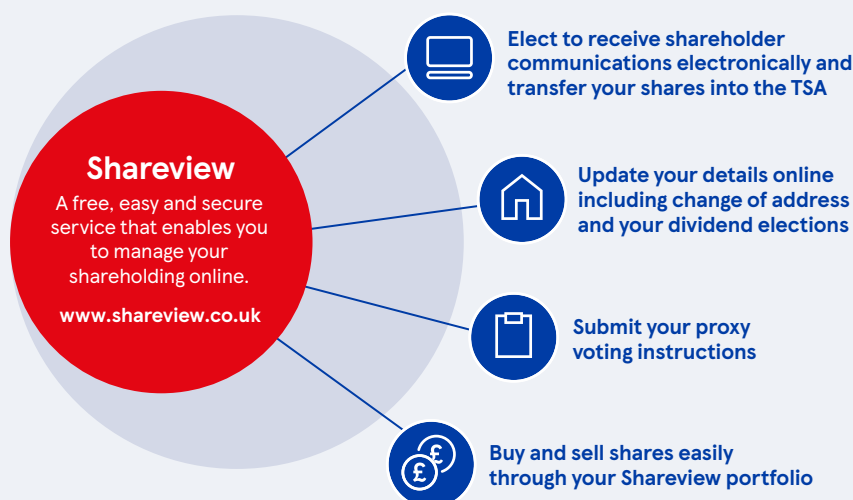 Shareview
A free, easy and secure
service that enables you
to manage your
shareholding online.
www.shareview.co.uk
Elect to receive shareholder
communications electronically and
transfer your shares into the TSA
Update your details online
including change of address
and your dividend elections
Submit your proxy
voting instructions
££
Buy and sell shares easily
through your Shareview portfolio